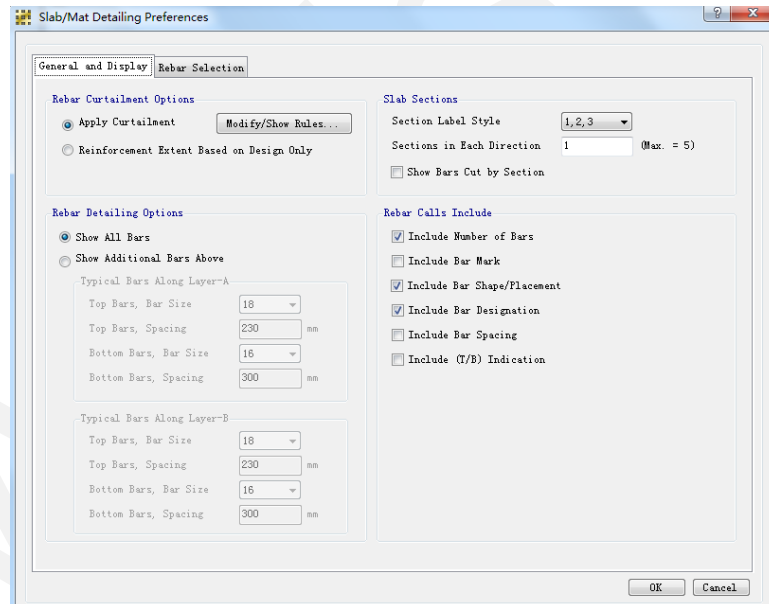 Slab/Mat Detailing Preferences
General and Display
Rebar Selection
Rebar Curtailment Options
Apply Curtailment
Modify/Show Rules...
Reinforcement Extent Based on Design Only
Slab Sections
Section Label Style
1,2,3
Sections in Each Direction
1
(Max. = 5)
Show Bars Cut by Section
Rebar Detailing Options
Show All Bars
Show Additional Bars Above
Typical Bars Along Layer-A
Top Bars, Bar Size
18
Top Bars, Spacing
230
mm
Bottom Bars, Bar Size
16
Bottom Bars, Spacing
300
mm
Typical Bars Along Layer-B
Top Bars, Bar Size
18
Top Bars, Spacing
230
mm
Bottom Bars, Bar Size
16
Bottom Bars, Spacing
300
mm
Rebar Calls Include
Include Number of Bars
Include Bar Mark
Include Bar Shape/Placement
Include Bar Designation
Include Bar Spacing
Include (T/B) Indication
OK
Cancel